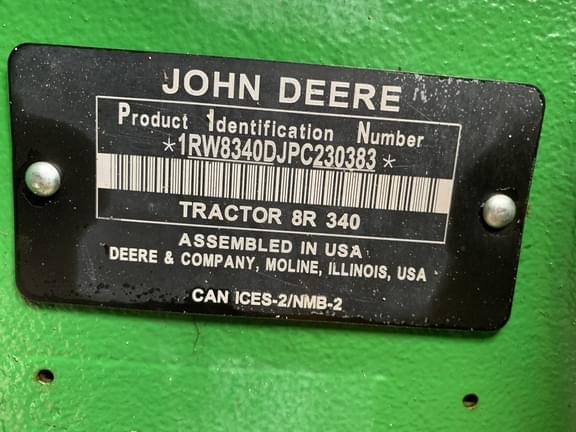 JOHN DEERE
Product Identification Number
*1RW8340DJPC230383*
TRACTOR 8R 340
ASSEMBLED IN USA
DEERE & COMPANY, MOLINE, ILLINOIS, USA
CAN ICES-2/NMB-2